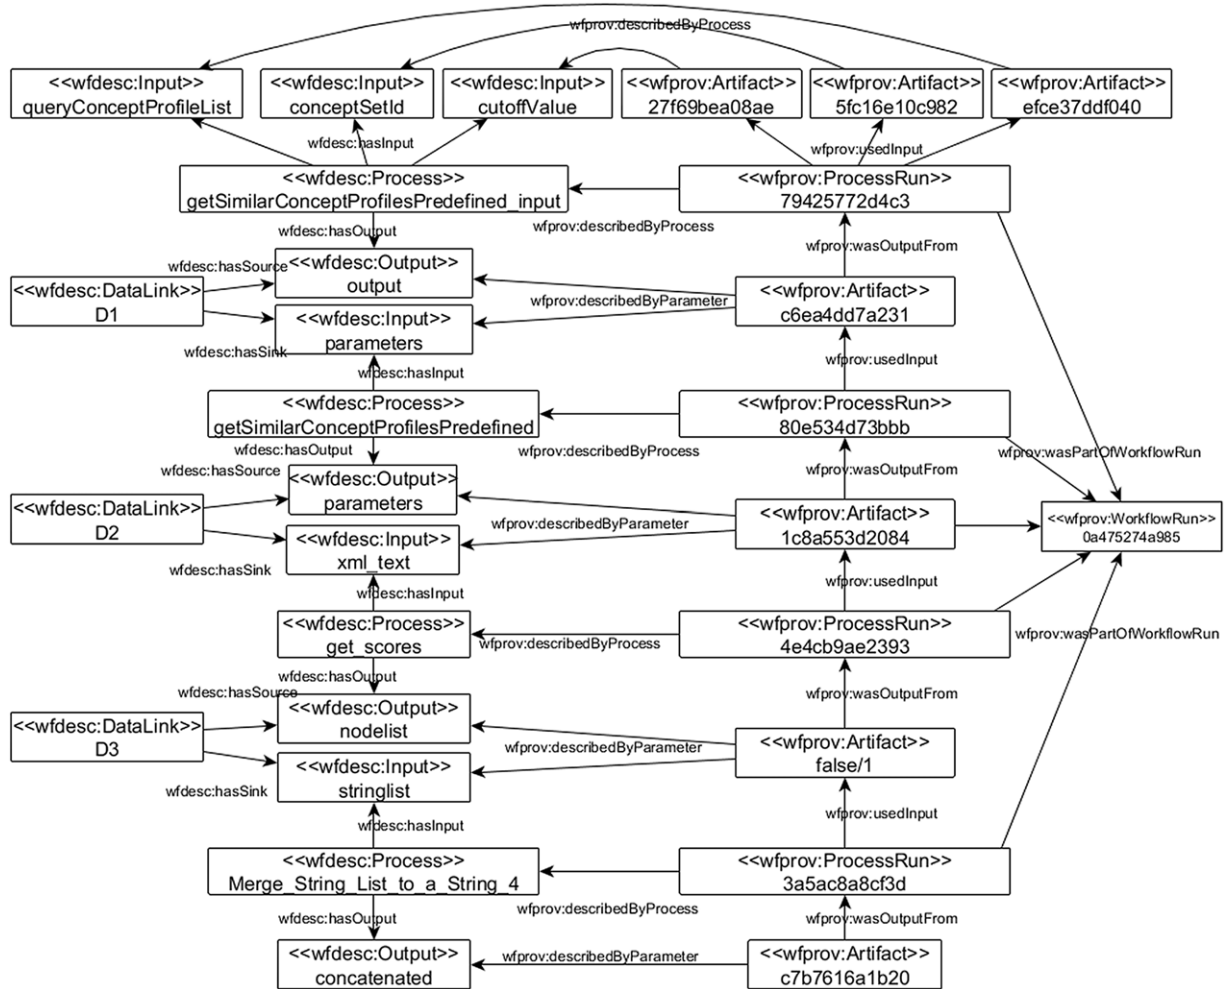 wfprov:describedByProcess
<<wfdesc:Input>>
queryConceptProfileList
<<wfdesc:Input>>
conceptSetId
<<wfdesc:Input>>
cutoffValue
<<wfprov:Artifact>>
27f69bea08ae
<<wfprov:Artifact>>
5fc16e10c982
<<wfprov:Artifact>>
efce37ddf040
wfdesc:hasInput
wfprov:usedInput
<<wfdesc:Process>>
getSimilarConceptProfilesPredefined_input
<<wfprov:ProcessRun>>
79425772d4c3
wfprov:describedByProcess
wfdesc:hasOutput
wfprov:wasOutputFrom
wfdesc:hasSource
<<wfdesc:Output>>
output
<<wfdesc:DataLink>>
D1
<<wfprov:Artifact>>
c6ea4dd7a231
wfprov:describedByParameter
<<wfdesc:Input>>
parameters
wfdesc:hasSink
wfprov:usedInput
wfdesc:hasInput
<<wfdesc:Process>>
getSimilarConceptProfilesPredefined
<<wfprov:ProcessRun>>
80e534d73bbb
wfdesc:hasOutput
wfprov:describedByProcess
wfprov:wasPartOfWorkflowRun
wfdesc:hasSource
wfprov:wasOutputFrom
<<wfdesc:Output>>
parameters
<<wfdesc:DataLink>>
D2
<<wfprov:Artifact>>
1c8a553d2084
<<wfprov:WorkflowRun>>
0a475274a985
wfprov:describedByParameter
<<wfdesc:Input>>
xml_text
wfdesc:hasSink
wfprov:usedInput
wfdesc:hasInput
<<wfdesc:Process>>
get_scores
wfprov:describedByProcess
<<wfprov:ProcessRun>>
4e4cb9ae2393
wfprov:wasPartOfWorkflowRun
wfdesc:hasOutput
wfdesc:hasSource
wfprov:wasOutputFrom
<<wfdesc:Output>>
nodelist
<<wfdesc:DataLink>>
D3
<<wfprov:Artifact>>
false/1
wfprov:describedByParameter
<<wfdesc:Input>>
stringlist
wfdesc:hasSink
wfprov:usedInput
wfdesc:hasInput
<<wfdesc:Process>>
Merge_String_List_to_a_String_4
<<wfprov:ProcessRun>>
3a5ac8a8cf3d
wfprov:describedByProcess
wfdesc:hasOutput
wfprov:wasOutputFrom
<<wfdesc:Output>>
concatenated
wfprov:describedByParameter
<<wfprov:Artifact>>
c7b7616a1b20